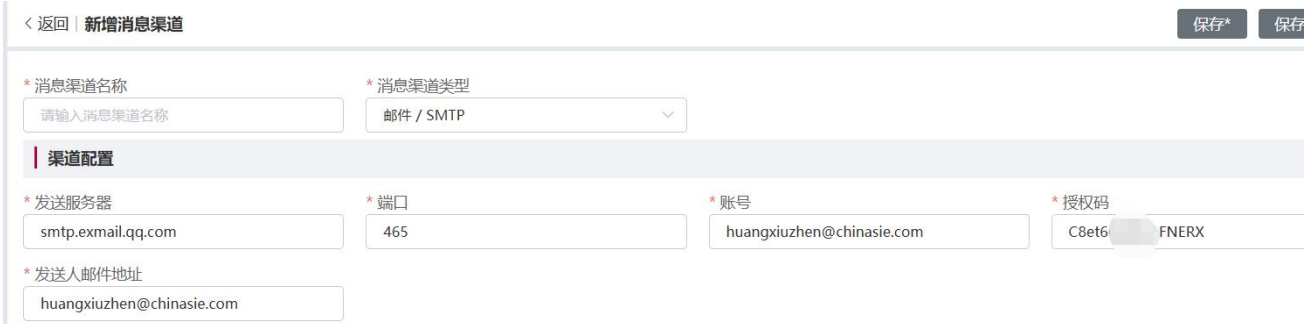 返回 新增消息渠道 保存* 保存
* 消息渠道名称 * 消息渠道类型
请输入消息渠道名称 邮件 / SMTP
渠道配置
* 发送服务器 * 端口 * 账号 * 授权码
smtp.exmail.qq.com 465 huangxiuzhen@chinasie.com C8et6 FNERX
* 发送人邮件地址
huangxiuzhen@chinasie.com